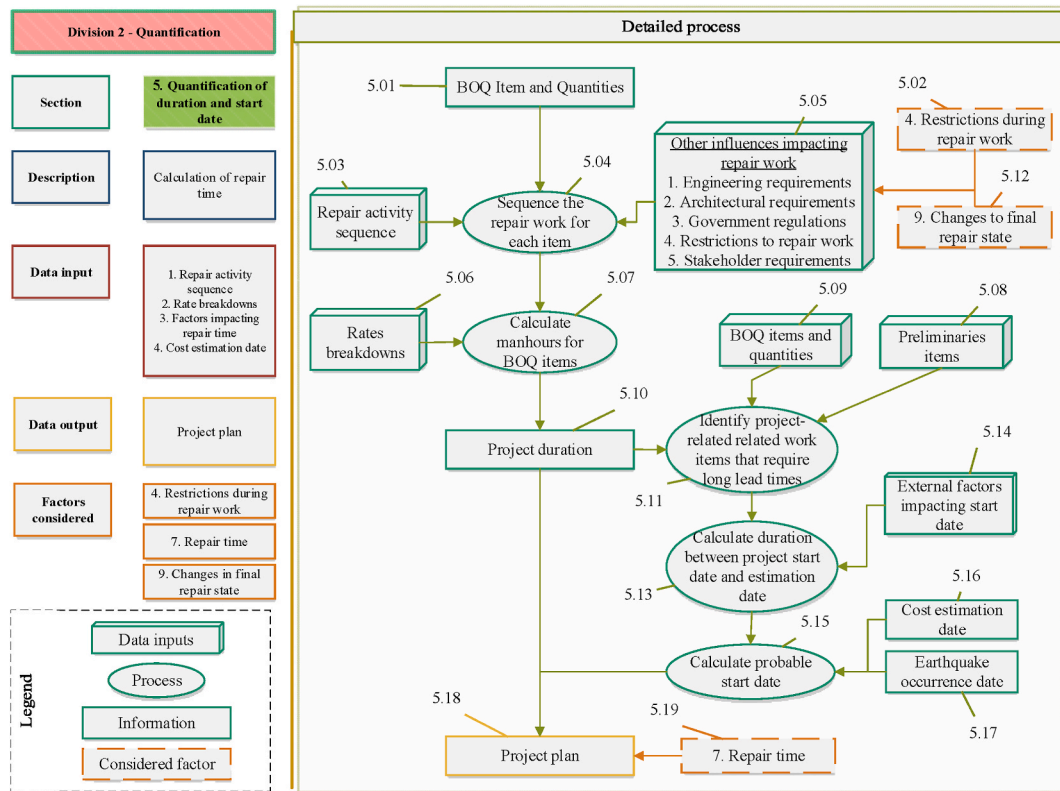 Division 2 - Quantification
Section
5. Quantification of
duration and start
date
Description
Calculation of repair
time
Data input
1. Repair activity
sequence
2. Rate breakdowns
3. Factors impacting
repair time
4. Cost estimation date
Data output
Project plan
Factors
considered
4. Restrictions during
repair work
7. Repair time
9. Changes in final
repair state
Legend
Data inputs
Process
Information
Considered factor
Detailed process
5.01
BOQ Item and Quantities
5.02
4. Restrictions during
repair work
5.03
Repair activity
sequence
5.04
Sequence the
repair work for
each item
5.05
Other influences impacting
repair work
1. Engineering requirements
2. Architectural requirements
3. Government regulations
4. Restrictions to repair work
5. Stakeholder requirements
5.12
9. Changes to final
repair state
5.06
Rates
breakdowns
5.07
Calculate
manhours for
BOQ items
5.09
BOQ items and
quantities
5.08
Preliminaries
items
5.10
Project duration
5.11
Identify project-
related related work
items that require
long lead times
5.14
External factors
impacting start
date
5.13
Calculate duration
between project start
date and estimation
date
5.15
Calculate probable
start date
5.16
Cost estimation
date
Earthquake
occurrence date
5.17
5.18
Project plan
5.19
7. Repair time